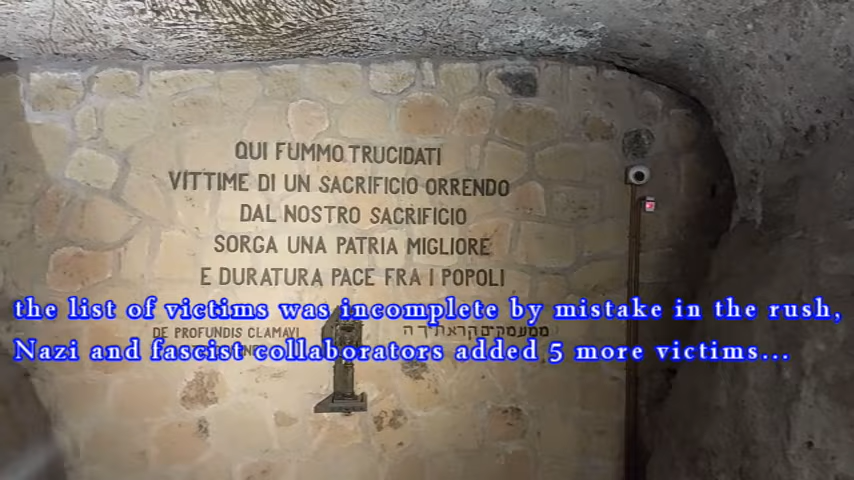 QUI FUMMO TRUCIDATI
VITTIME DI UN SACRIFICIO ORRENDO
DAL NOSTRO SACRIFICIO
SORGA UNA PATRIA MIGLIORE
E DURATURA PACE FRA I POPOLI
the list of victims was incomplete by mistake in the rush,
DE PROFUNDIS CLAMAVI
ממעמקים קראתיך ה
Nazi and fascist collaborators added 5 more victims...